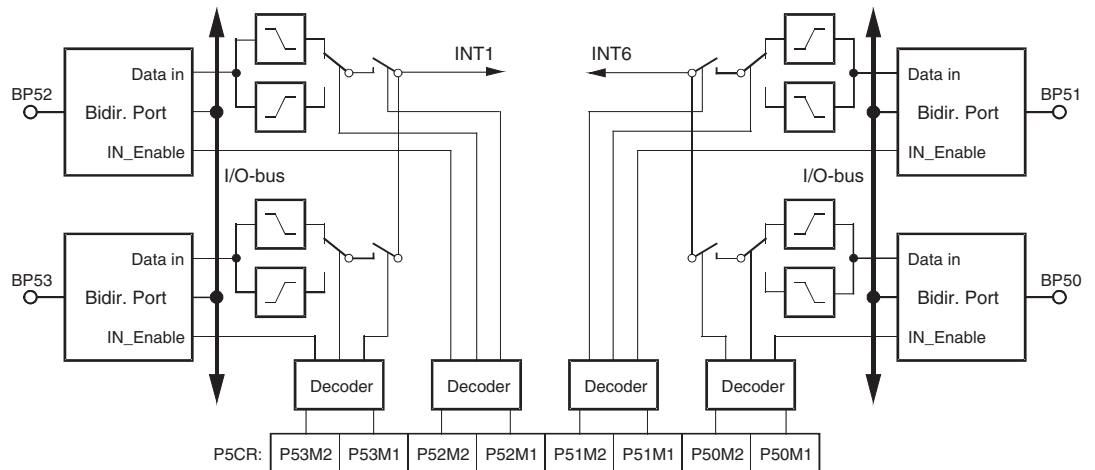 INT1
INT6
Data in
Data in
BP52
BP51
Bidir. Port
Bidir. Port
IN_Enable
IN_Enable
I/O-bus
I/O-bus
Data in
Data in
BP53
BP50
Bidir. Port
Bidir. Port
IN_Enable
IN_Enable
Decoder
Decoder
Decoder
Decoder
P5CR: P53M2 P53M1 P52M2 P52M1 P51M2 P51M1 P50M2 P50M1